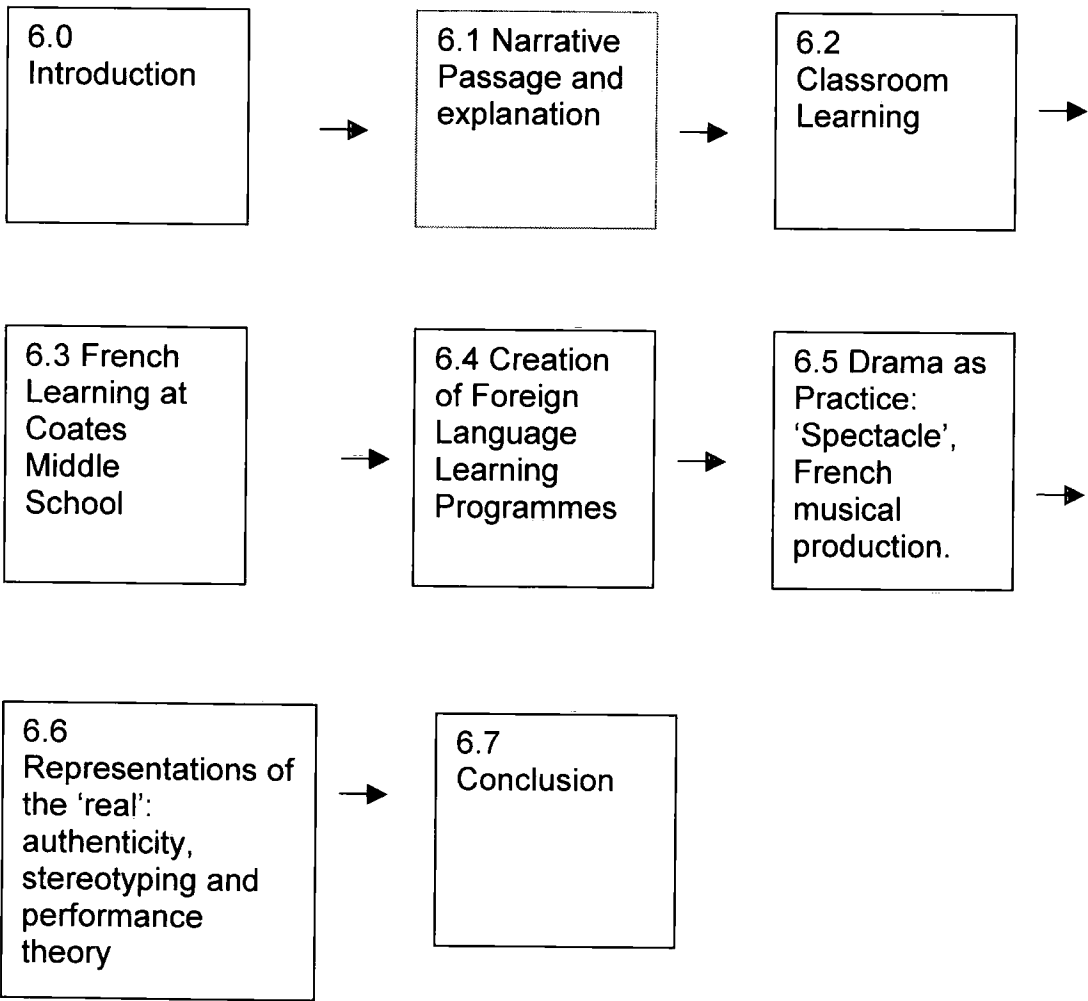 6.0
Introduction
6.1 Narrative
Passage and
explanation
6.2
Classroom
Learning
6.3 French
Learning at
Coates
Middle
School
6.4 Creation
of Foreign
Language
Learning
Programmes
6.5 Drama as
Practice:
‘Spectacle’,
French
musical
production.
6.6
Representations of
the ‘real’:
authenticity,
stereotyping and
performance
theory
6.7
Conclusion